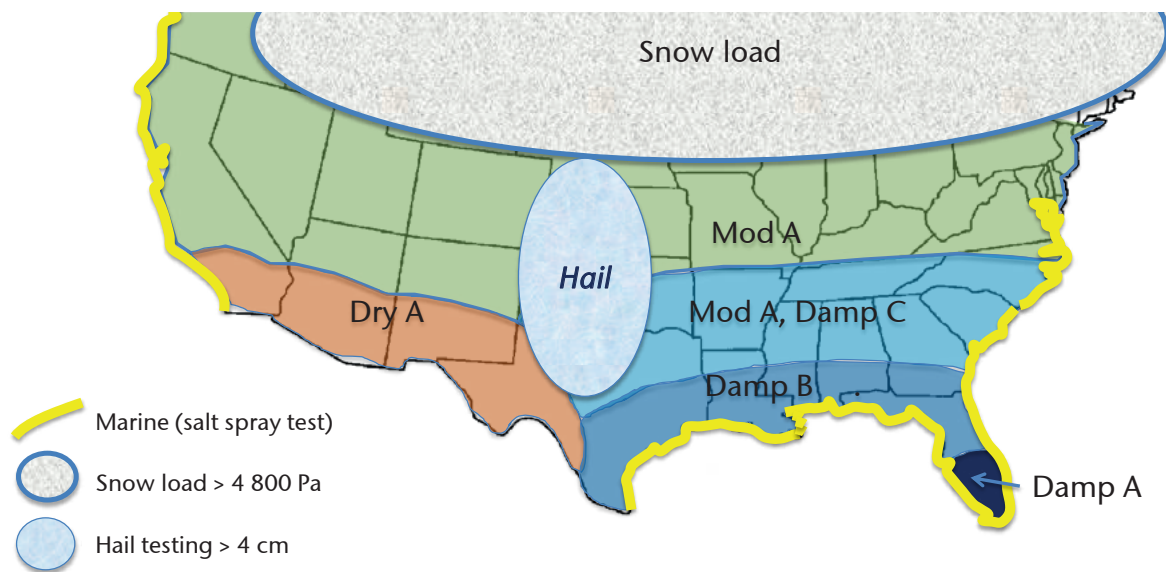 Snow load
Mod A
Hail
Dry A
Mod A, Damp C
Damp B
Marine (salt spray test)
Snow load > 4 800 Pa
Damp A
Hail testing > 4 cm